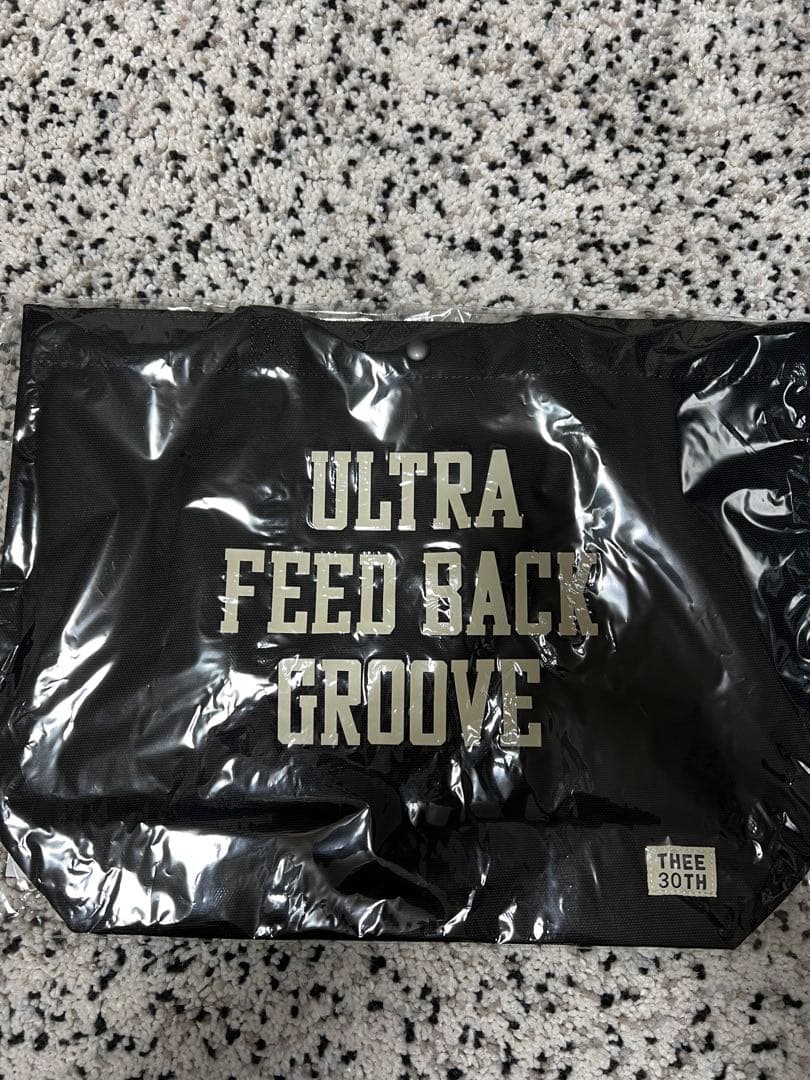 ULTRA
FEED BACK
GROOVE
THEE
30TH